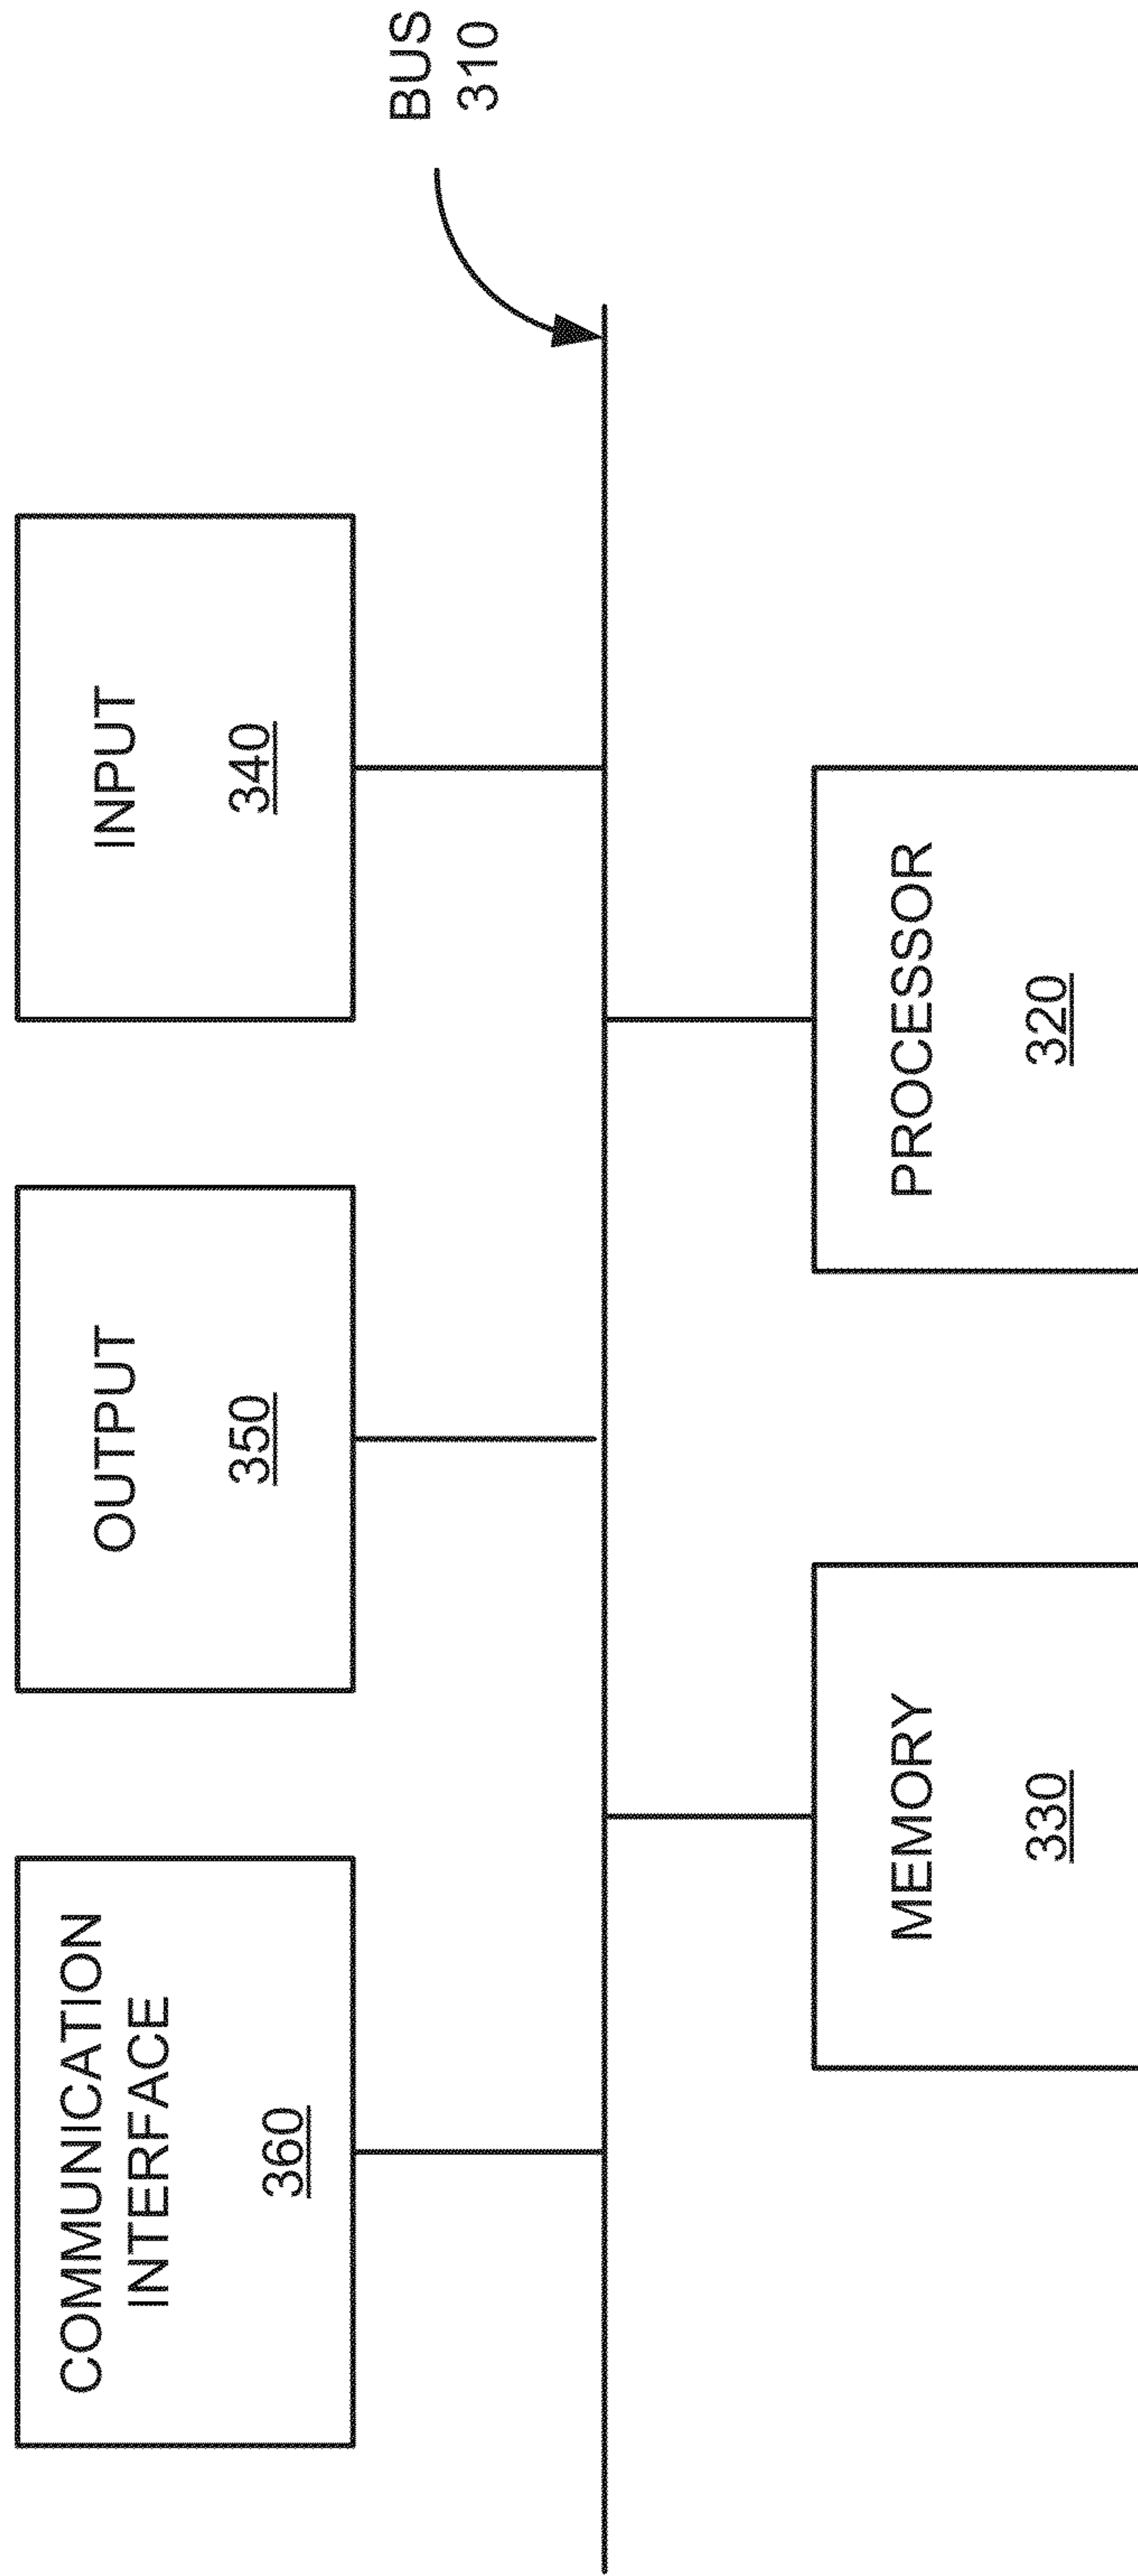 COMMUNICATION
INTERFACE
360
OUTPUT
350
INPUT
340
BUS
310
MEMORY
330
PROCESSOR
320